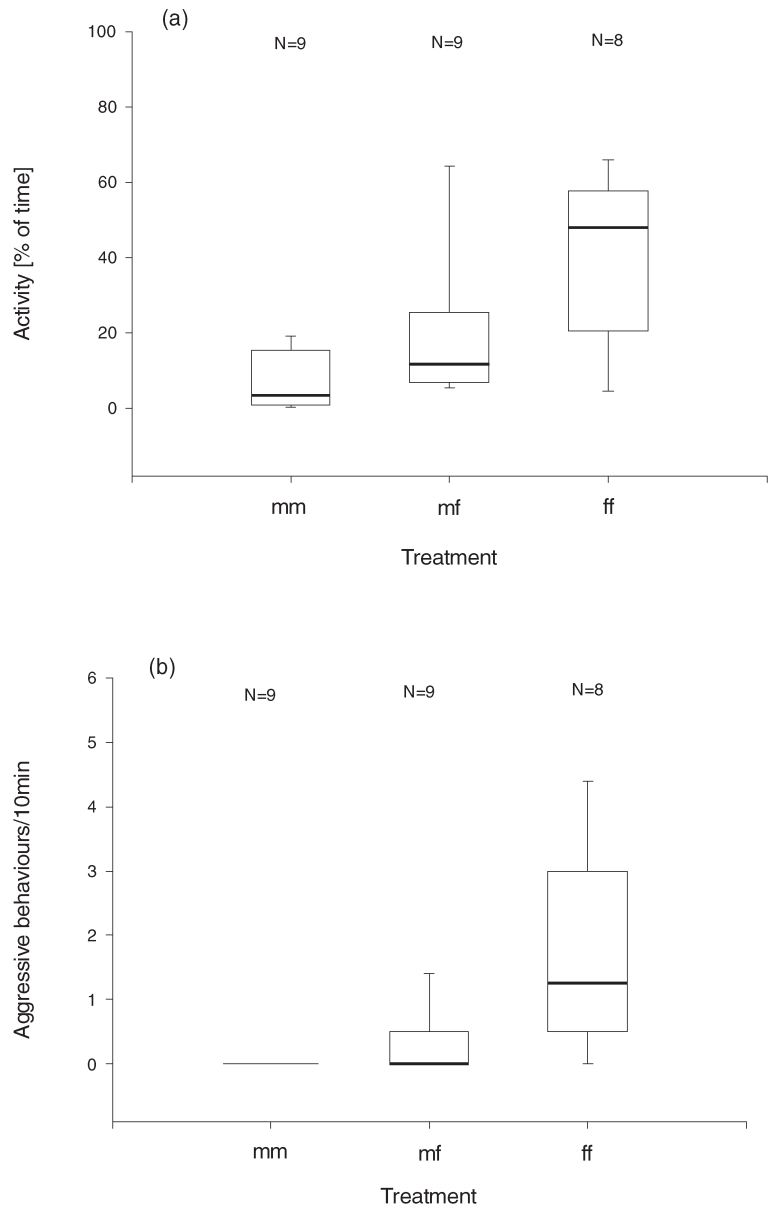 (a)
100
N=9
N=9
N=8
80
60
40
20
0
Activity [% of time]
mm
mf
ff
Treatment
(b)
6
N=9
N=9
N=8
5
4
3
2
1
0
Aggressive behaviours/10min
mm
mf
ff
Treatment